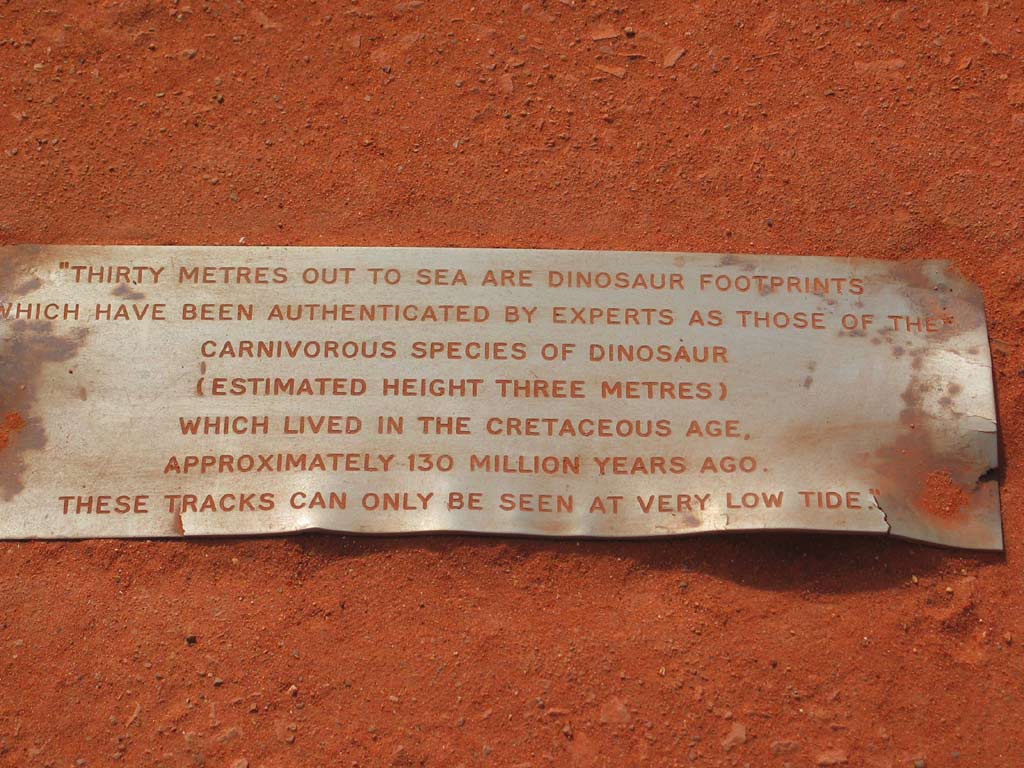 "THIRTY METRES OUT TO SEA ARE DINOSAUR FOOTPRINTS
WHICH HAVE BEEN AUTHENTICATED BY EXPERTS AS THOSE OF THE
CARNIVOROUS SPECIES OF DINOSAUR
(ESTIMATED HEIGHT THREE METRES)
WHICH LIVED IN THE CRETACEOUS AGE,
APPROXIMATELY 130 MILLION YEARS AGO.
THESE TRACKS CAN ONLY BE SEEN AT VERY LOW TIDE."